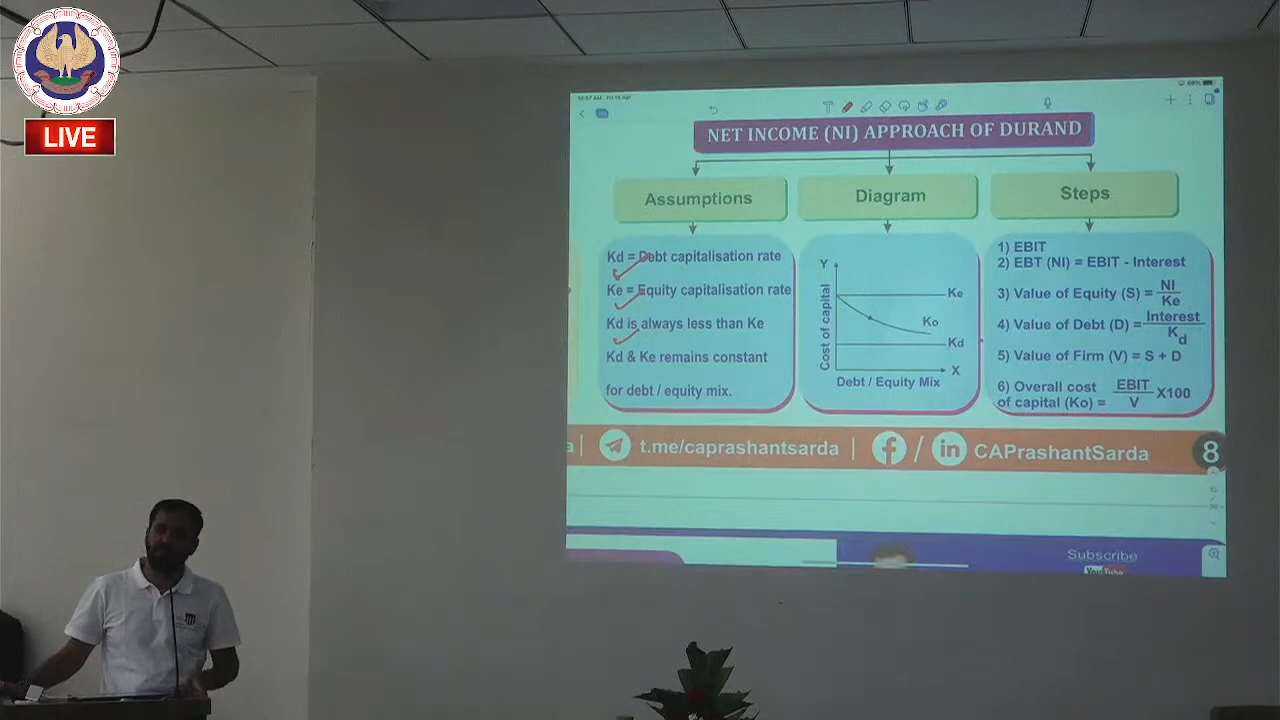 LIVE
NET INCOME (NI) APPROACH OF DURAND
Assumptions
Kd = Debt capitalisation rate
Ke = Equity capitalisation rate
Kd is always less than Ke
Kd & Ke remains constant
for debt / equity mix.
Diagram
Y
Cost of capital
Ke
Ko
Kd
X
Debt / Equity Mix
Steps
1) EBIT
2) EBT (NI) = EBIT - Interest
3) Value of Equity (S) = NI / Ke
4) Value of Debt (D) = Interest / Kd
5) Value of Firm (V) = S + D
6) Overall cost
of capital (Ko) = EBIT / V X100
a | t.me/caprashantsarda | / in CAPrashantSarda 8
Subscribe
YouTube